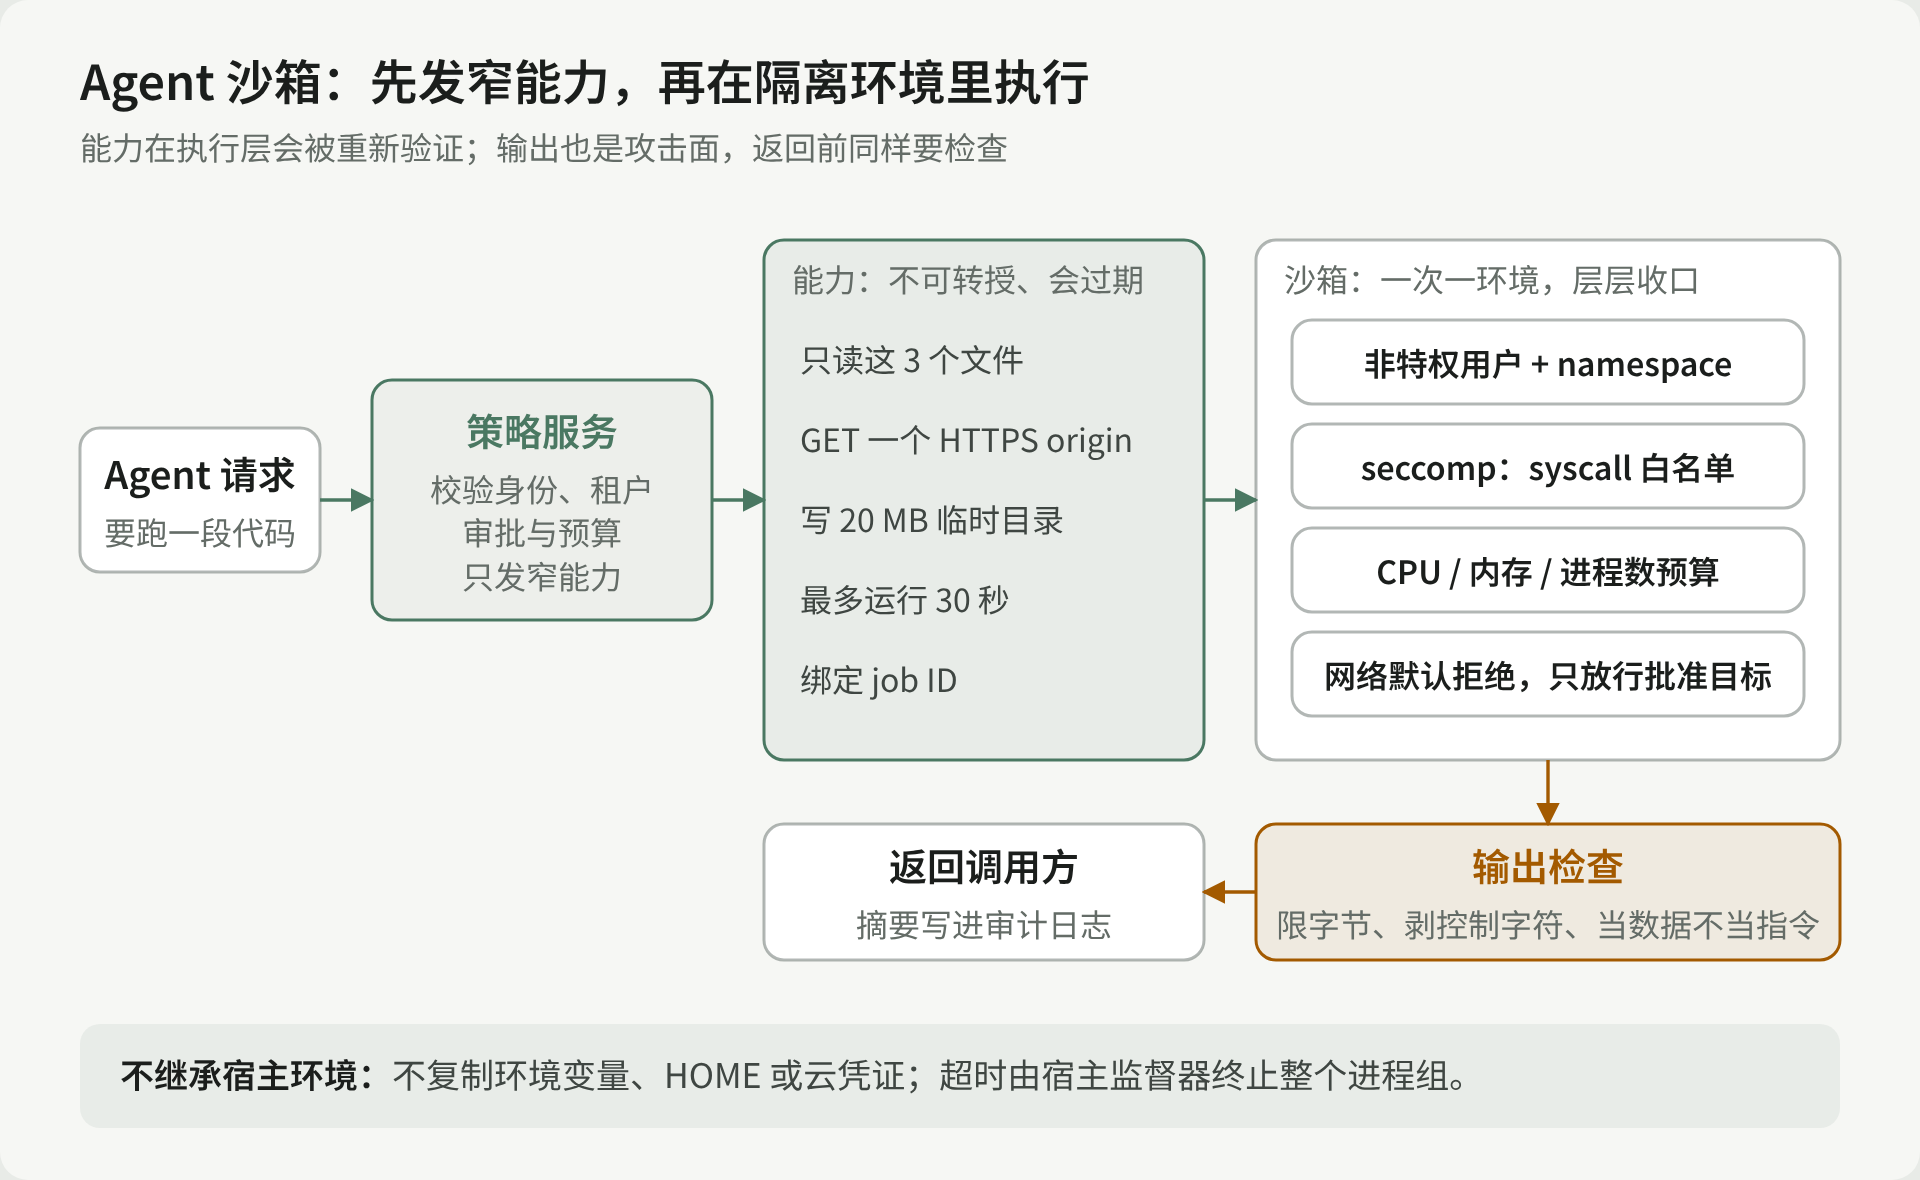 Agent 沙箱：先发窄能力，再在隔离环境里执行
能力在执行层会被重新验证；输出也是攻击面，返回前同样要检查
Agent 请求
要跑一段代码
策略服务
校验身份、租户
审批与预算
只发窄能力
能力：不可转授、会过期
只读这 3 个文件
GET 一个 HTTPS origin
写 20 MB 临时目录
最多运行 30 秒
绑定 job ID
沙箱：一次一环境，层层收口
非特权用户 + namespace
seccomp：syscall 白名单
CPU / 内存 / 进程数预算
网络默认拒绝，只放行批准目标
输出检查
限字节、剥控制字符、当数据不当指令
返回调用方
摘要写进审计日志
不继承宿主环境：不复制环境变量、HOME 或云凭证；超时由宿主监督器终止整个进程组。